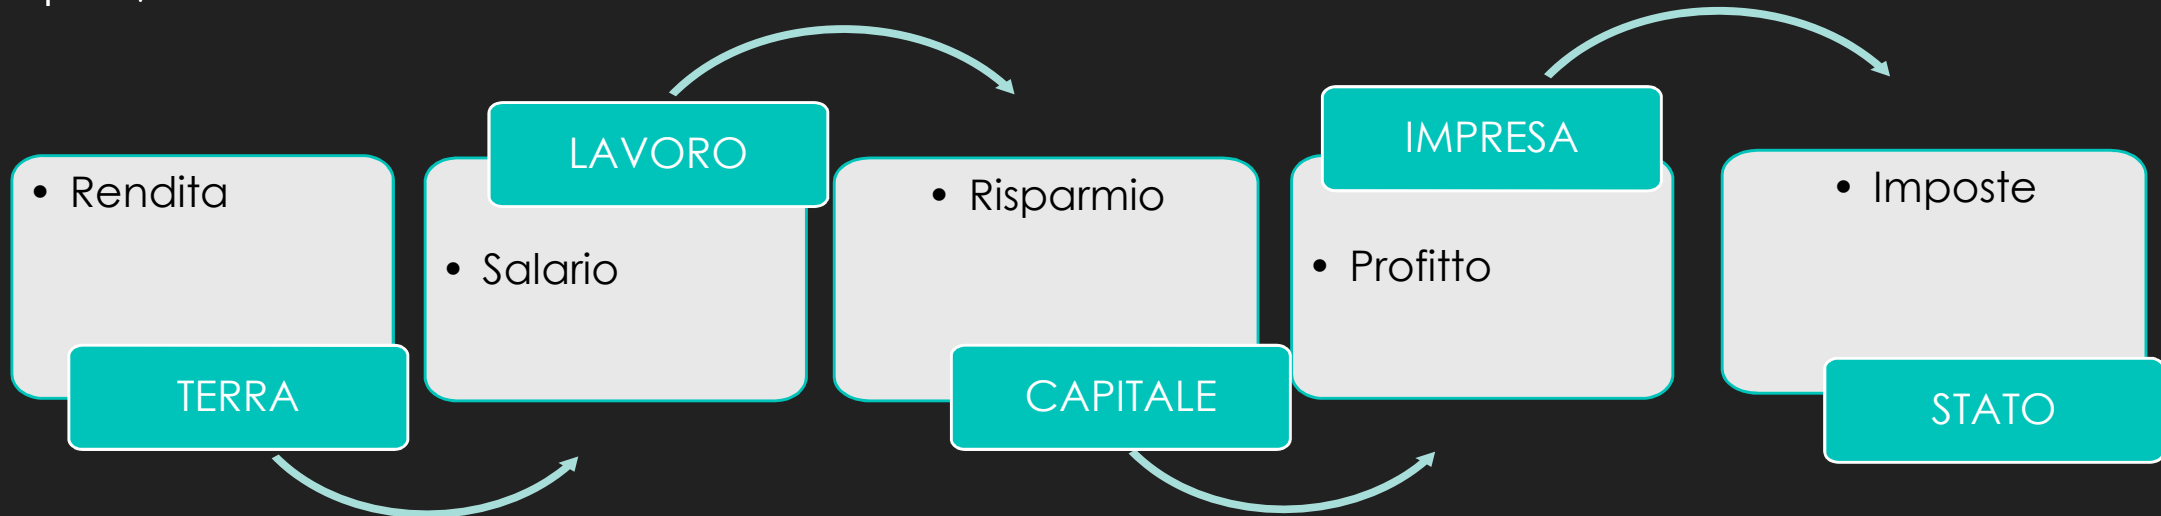 • Rendita
TERRA
LAVORO
• Salario
• Risparmio
CAPITALE
IMPRESA
• Profitto
• Imposte
STATO